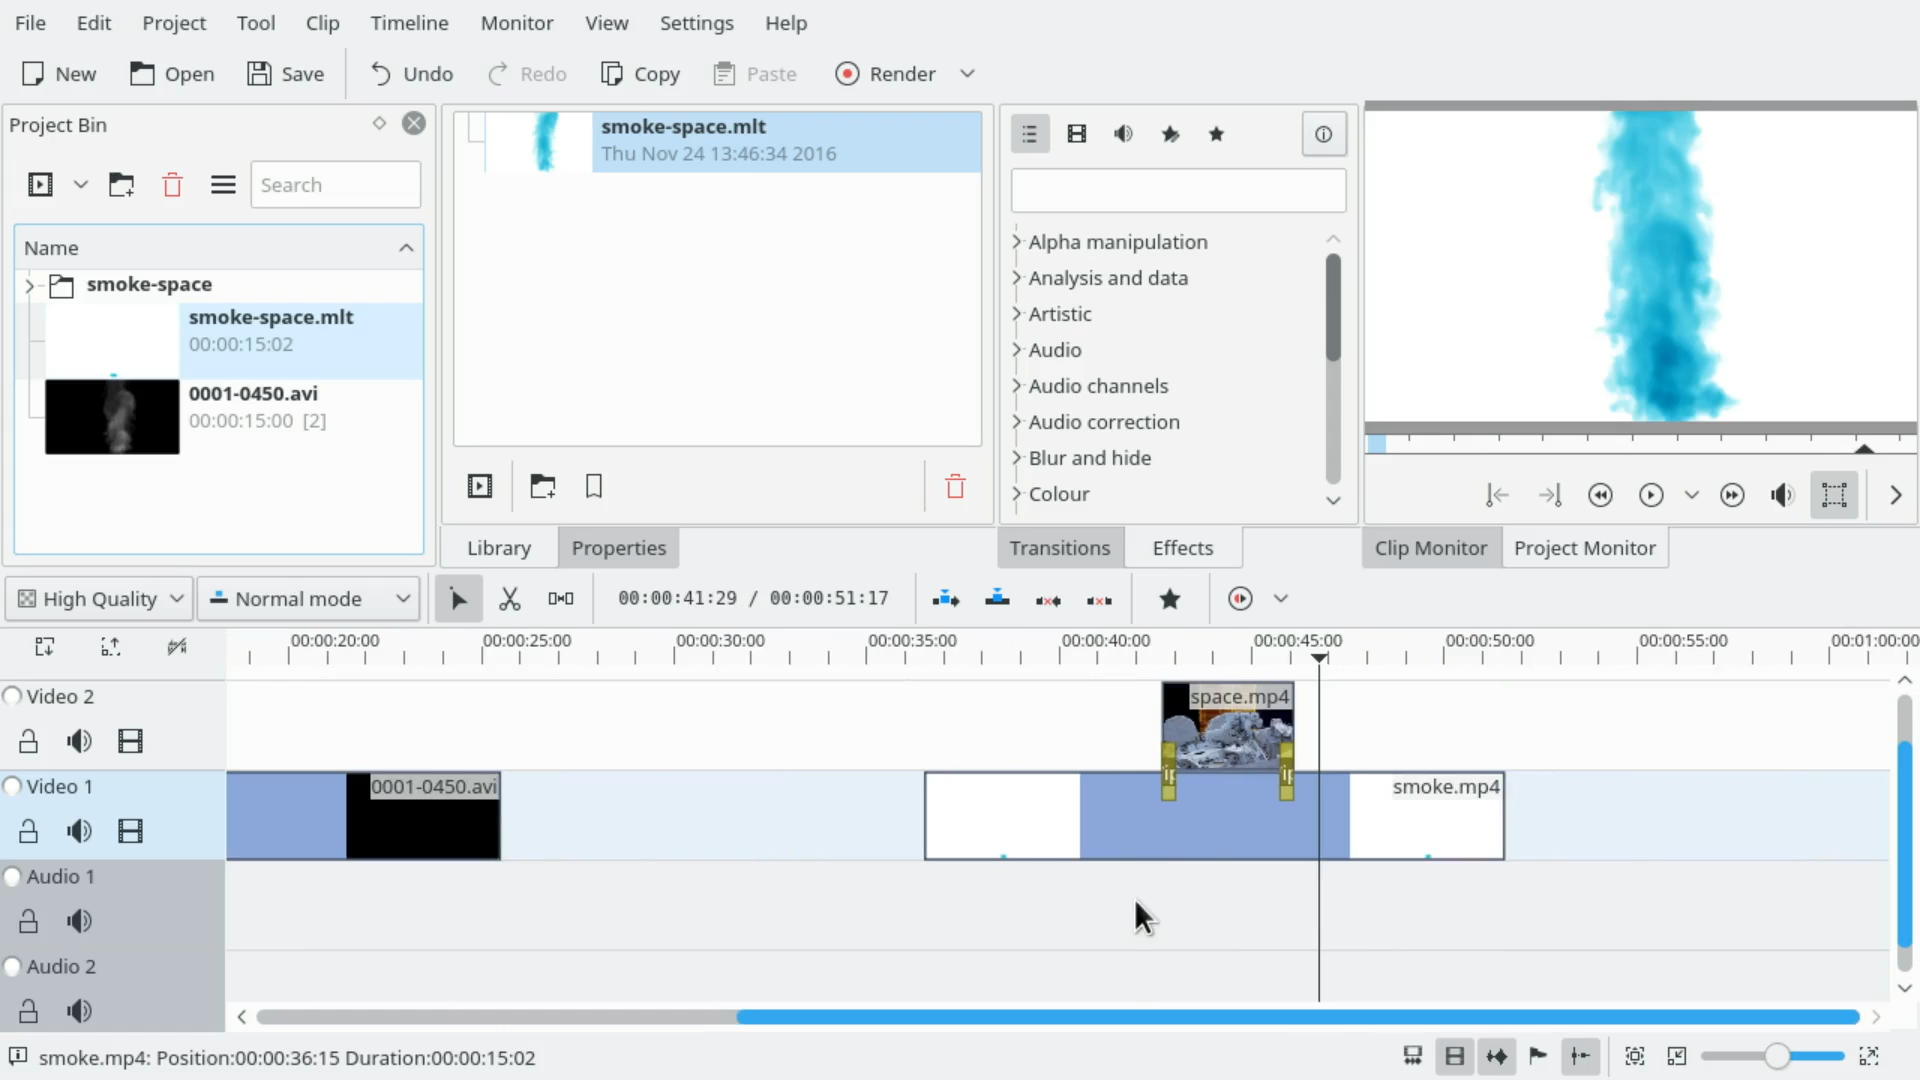 File Edit Project Tool Clip Timeline Monitor View Settings Help
New Open Save Undo Redo Copy Paste Render
Project Bin
Search
Name
smoke-space
smoke-space.mlt
00:00:15:02
0001-0450.avi
00:00:15:00 [2]
smoke-space.mlt
Thu Nov 24 13:46:34 2016
Library Properties
Alpha manipulation
Analysis and data
Artistic
Audio
Audio channels
Audio correction
Blur and hide
Colour
Transitions Effects
Clip Monitor Project Monitor
High Quality Normal mode 00:00:41:29 / 00:00:51:17
00:00:20:00 00:00:25:00 00:00:30:00 00:00:35:00 00:00:40:00 00:00:45:00 00:00:50:00 00:00:55:00 00:01:00:00
Video 2
space.mp4
Video 1
0001-0450.avi
smoke.mp4
Audio 1
Audio 2
smoke.mp4: Position:00:00:36:15 Duration:00:00:15:02